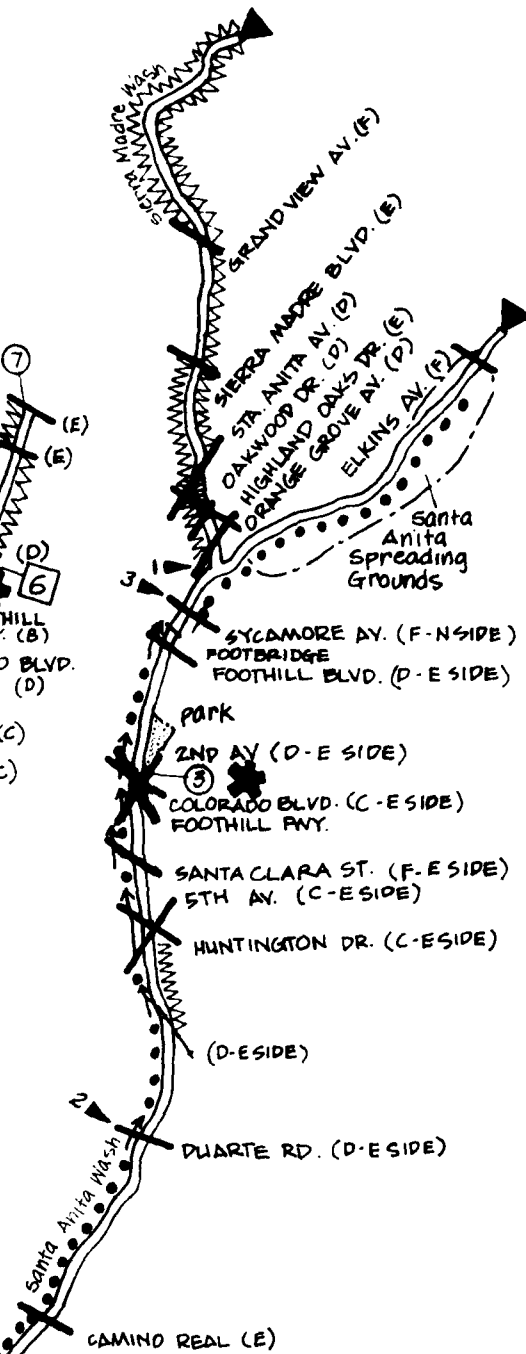 Sierra Madre Wash
GRAND VIEW AV. (F)
SIERRA MADRE BLVD. (E)
STA. ANITA AV. (D)
OAKWOOD DR. (D)
HIGHLAND OAKS DR. (E)
ORANGE GROVE AV. (D)
ELKINS AV. (F)
7
(E)
(E)
Santa
Anita
Spreading
Grounds
1
(D)
6
3
HILL
(B)
SYCAMORE AV. (F-N SIDE)
FOOTBRIDGE
BLVD.
FOOTHILL BLVD. (D-E SIDE)
(D)
park
(C)
2ND AV (D-E SIDE)
3
C)
COLORADO BLVD. (C-E SIDE)
FOOTHILL FWY.
SANTA CLARA ST. (F-E SIDE)
5TH AV. (C-E SIDE)
HUNTINGTON DR. (C-E SIDE)
(D-E SIDE)
2
DUARTE RD. (D-E SIDE)
Santa Anita Wash
CAMINO REAL (E)